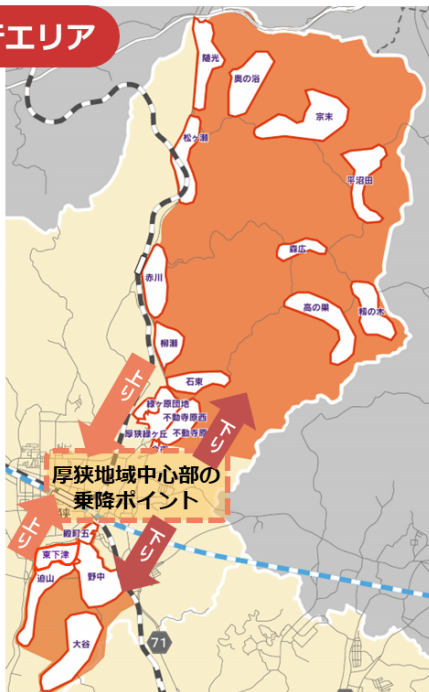 行エリア
随光
奥の浴
宗末
松ヶ瀬
平沼田
森広
赤川
高の巣
籾の木
柳瀬
石束
上り
緑ヶ原団地
不動寺原西
厚狭緑ヶ丘
不動寺原
下り
厚狭地域中心部の
乗降ポイント
上り
殿町五
下り
東下津
迫山
野中
大谷
71